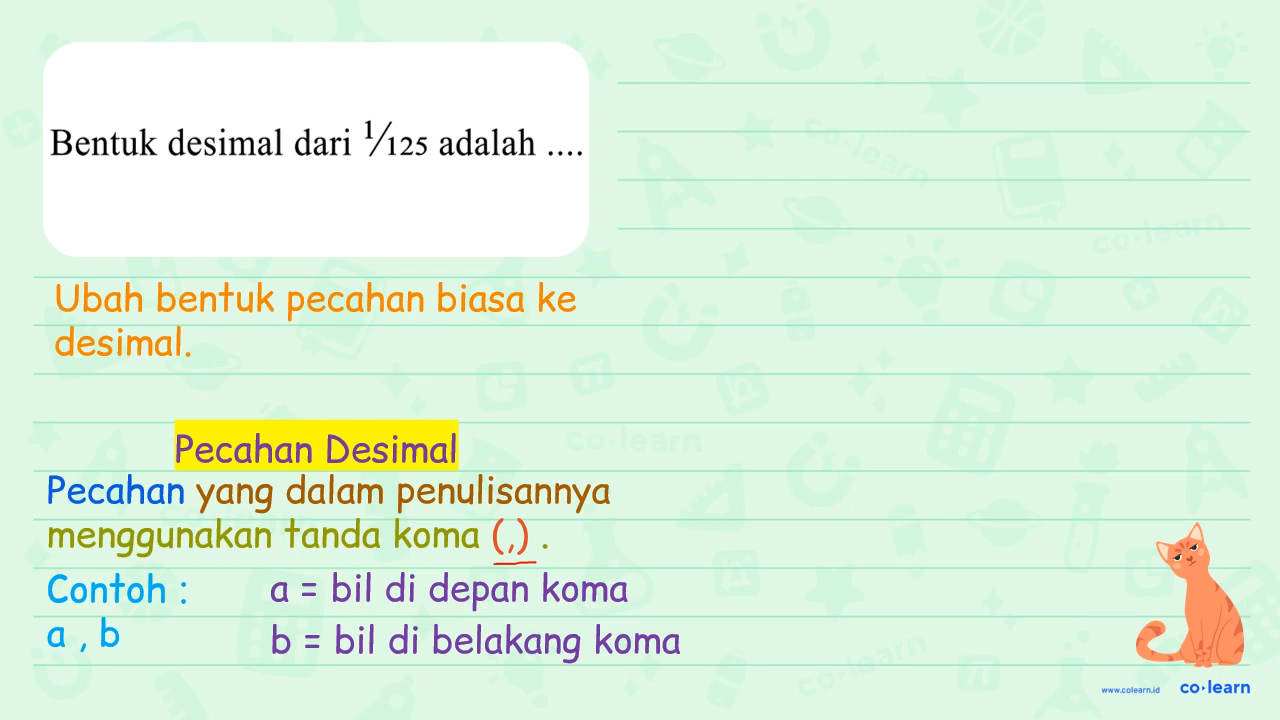 Bentuk desimal dari ¹⁄₁₂₅ adalah ....
Ubah bentuk pecahan biasa ke
desimal.
Pecahan Desimal
Pecahan yang dalam penulisannya
menggunakan tanda koma (,) .
Contoh :
a , b
a = bil di depan koma
b = bil di belakang koma
www.colearn.id
co·learn